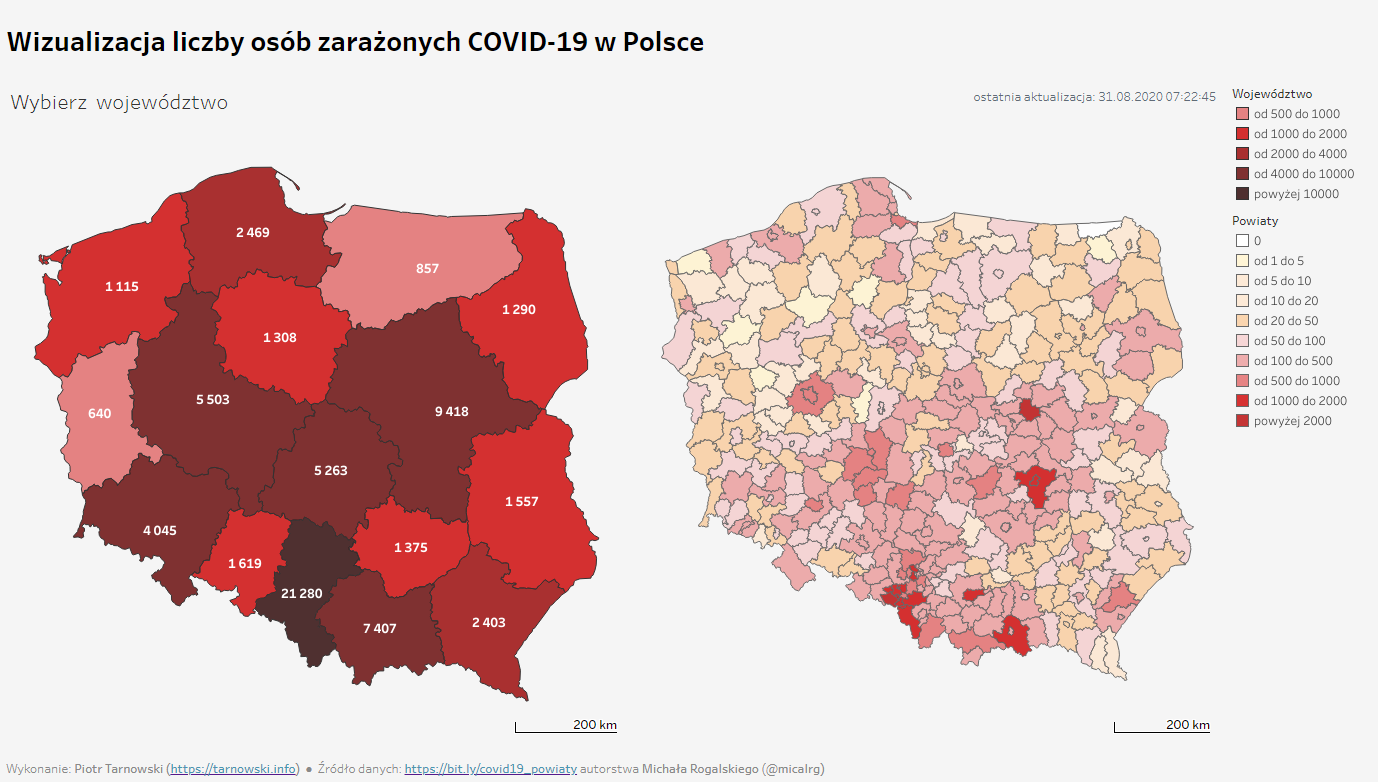 Wizualizacja liczby osób zarażonych COVID-19 w Polsce
Wybierz województwo
ostatnia aktualizacja: 31.08.2020 07:22:45
Województwo
od 500 do 1000
od 1000 do 2000
od 2000 do 4000
od 4000 do 10000
powyżej 10000
Powiaty
0
od 1 do 5
od 5 do 10
od 10 do 20
od 20 do 50
od 50 do 100
od 100 do 500
od 500 do 1000
od 1000 do 2000
powyżej 2000
2 469
857
1 115
1 290
1 308
5 503
640
9 418
5 263
1 557
4 045
1 375
1 619
21 280
7 407
2 403
200 km
200 km
Wykonanie: Piotr Tarnowski (https://tarnowski.info) ● Źródło danych: https://bit.ly/covid19_powiaty autorstwa Michała Rogalskiego (@micalrg)